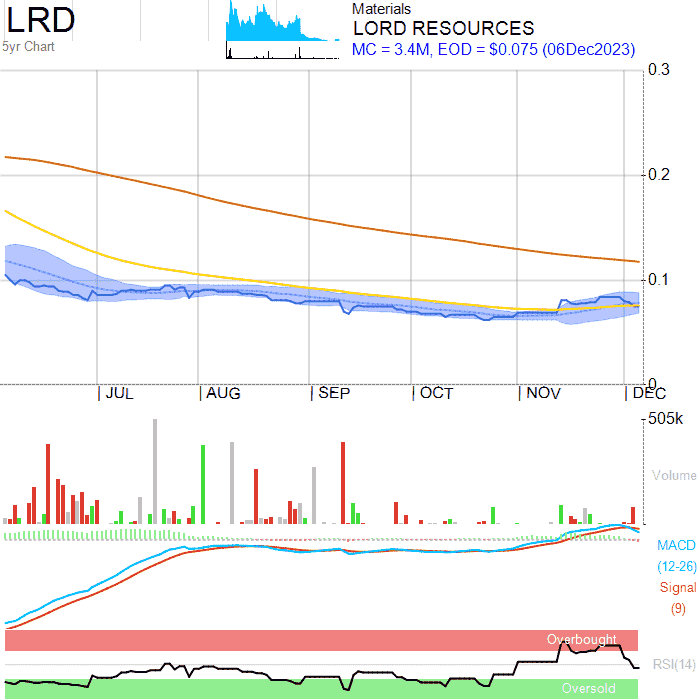 LRD
5yr Chart
Materials
LORD RESOURCES
MC = 3.4M, EOD = $0.075 (06Dec2023)
0.3
0.2
0.1
0
JUL AUG SEP OCT NOV DEC
505k
Volume
MACD
(12-26)
Signal
(9)
Overbought
RSI(14)
Oversold